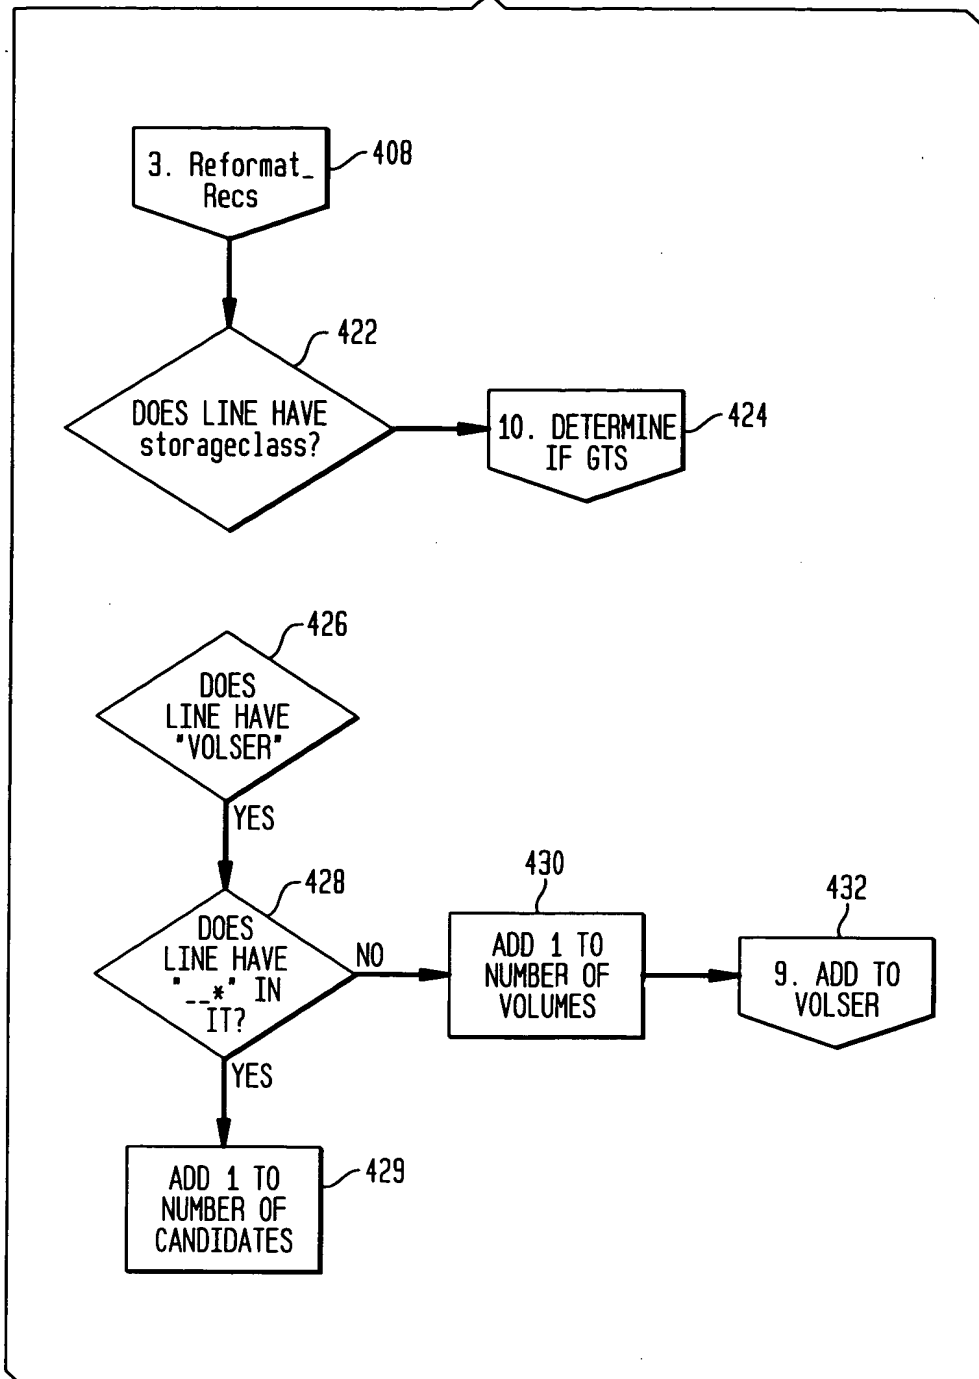 3. Reformat_
Recs
408
422
DOES LINE HAVE
storageclass?
10. DETERMINE
IF GTS
424
426
DOES
LINE HAVE
"VOLSER"
YES
428
DOES
LINE HAVE
"__*" IN
IT?
NO
430
ADD 1 TO
NUMBER OF
VOLUMES
432
9. ADD TO
VOLSER
YES
ADD 1 TO
NUMBER OF
CANDIDATES
429